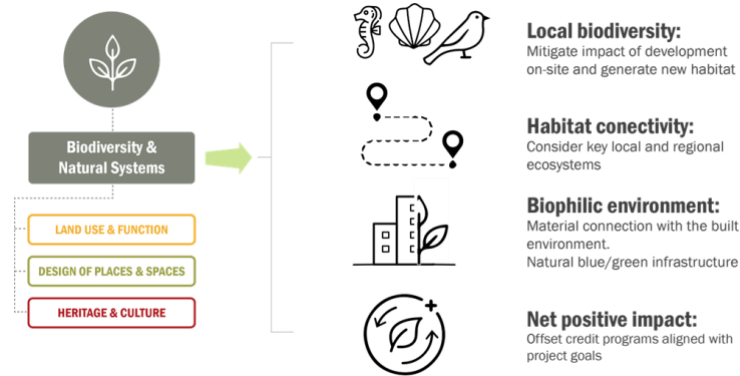 Biodiversity &
Natural Systems
LAND USE & FUNCTION
DESIGN OF PLACES & SPACES
HERITAGE & CULTURE
Local biodiversity:
Mitigate impact of development
on-site and generate new habitat
Habitat conectivity:
Consider key local and regional
ecosystems
Biophilic environment:
Material connection with the built
environment.
Natural blue/green infrastructure
Net positive impact:
Offset credit programs aligned with
project goals